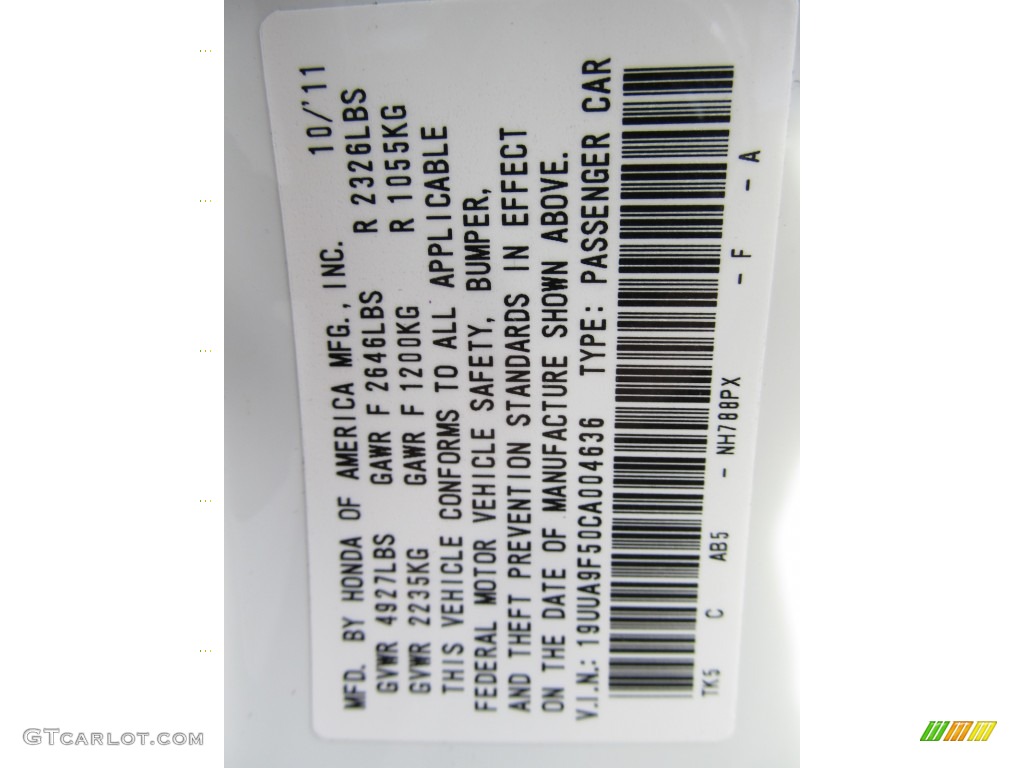 MFD. BY HONDA OF AMERICA MFG., INC. 10/'11
GVWR 4927LBS GAWR F 2646LBS R 2326LBS
GVWR 2235KG GAWR F 1200KG R 1055KG
THIS VEHICLE CONFORMS TO ALL APPLICABLE
FEDERAL MOTOR VEHICLE SAFETY, BUMPER,
AND THEFT PREVENTION STANDARDS IN EFFECT
ON THE DATE OF MANUFACTURE SHOWN ABOVE.
V.I.N.: 19UUA9F50CA004636 TYPE: PASSENGER CAR
TK5 C AB5 - NH788PX - F - A
GTCARLOT.COM